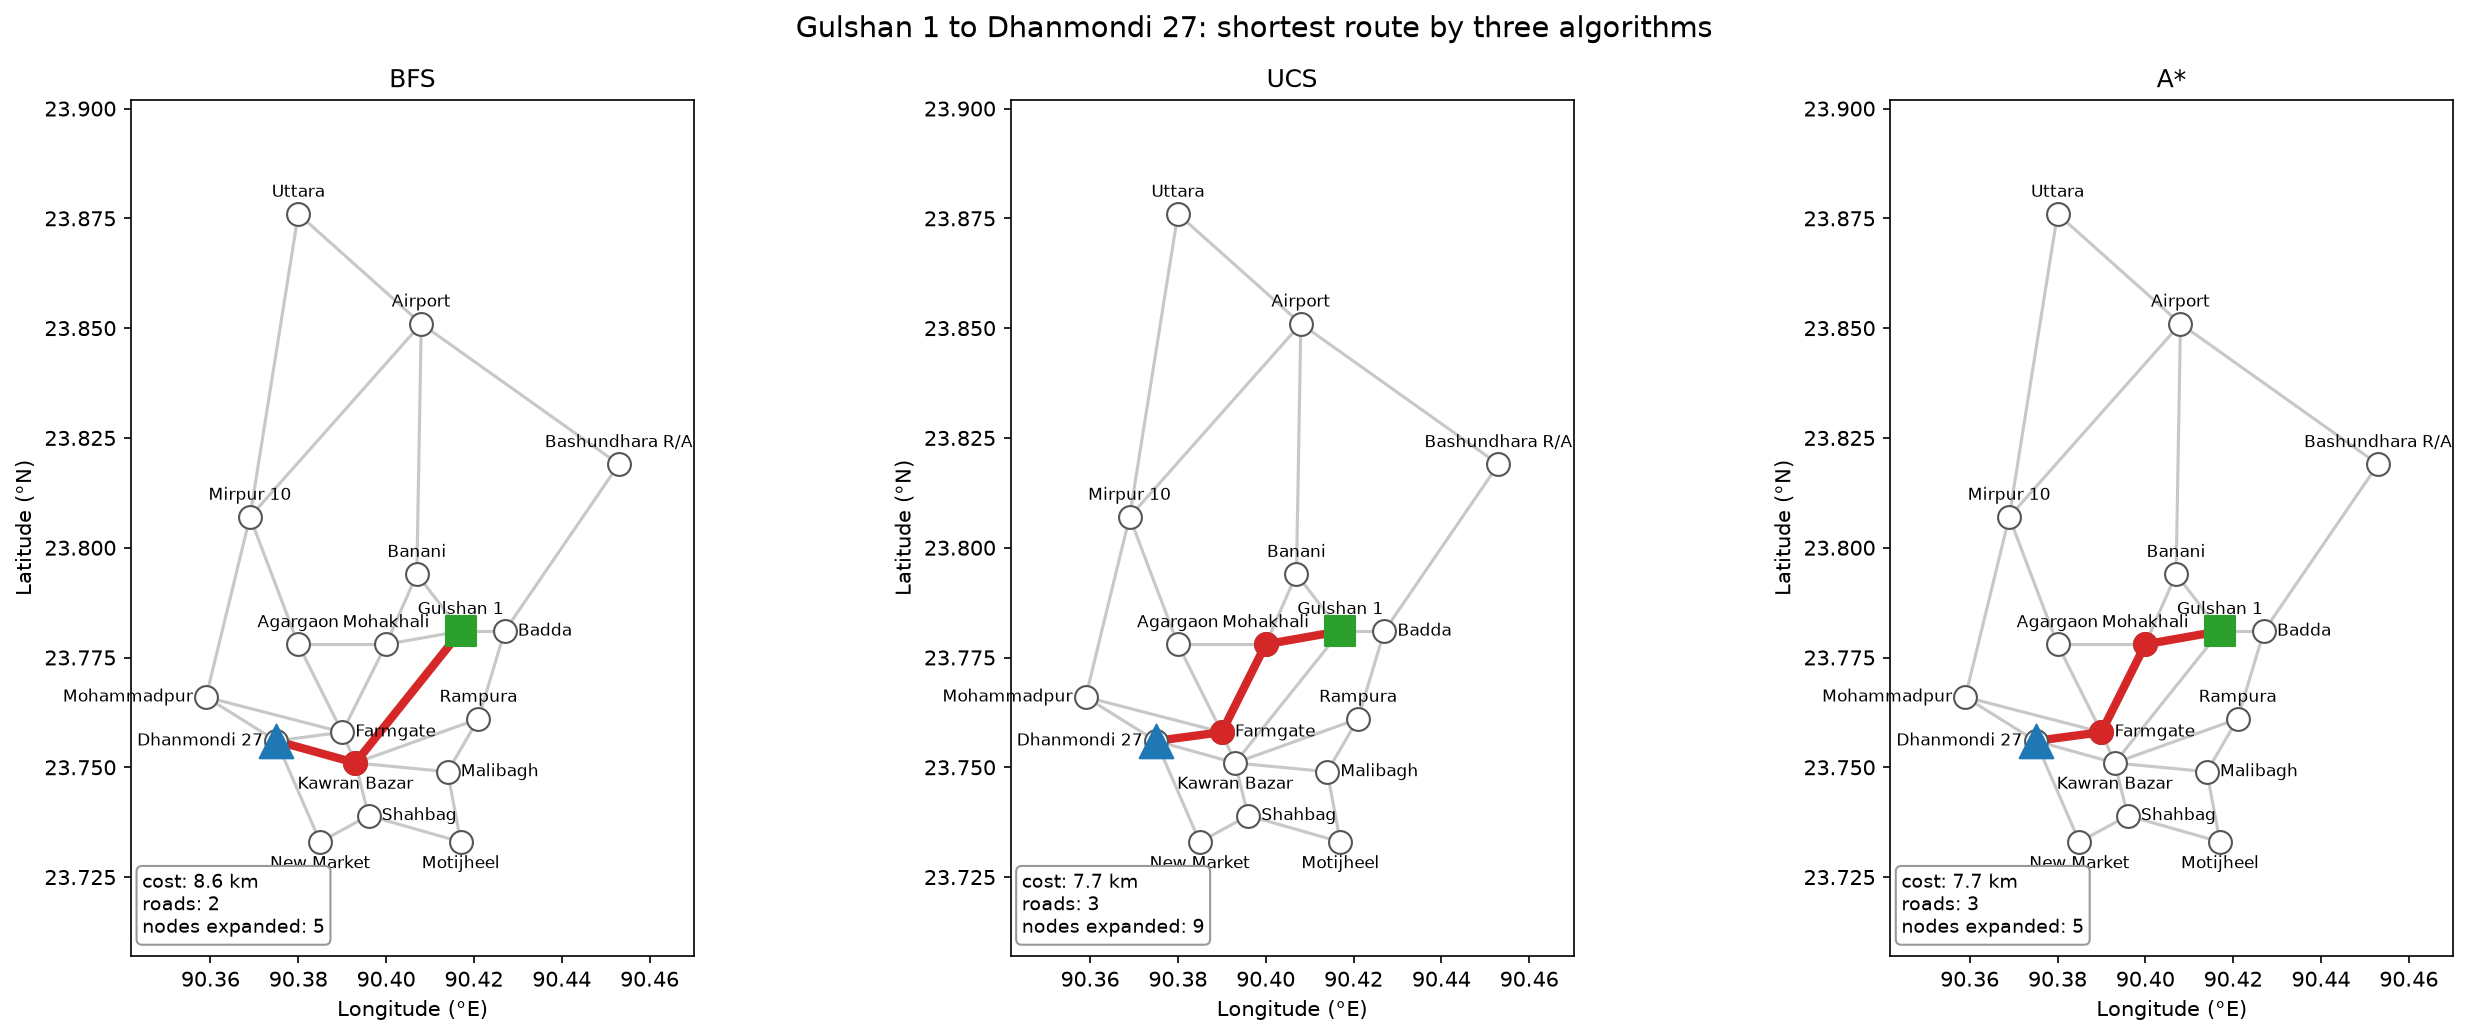 Gulshan 1 to Dhanmondi 27: shortest route by three algorithms
BFS
23.900
23.875
23.850
23.825
23.800
23.775
23.750
23.725
Latitude (°N)
Uttara
Airport
Bashundhara R/A
Mirpur 10
Banani
Gulshan 1
Agargaon
Mohakhali
Badda
Mohammadpur
Rampura
Farmgate
Dhanmondi 27
Malibagh
Kawran Bazar
Shahbag
New Market
Motijheel
cost: 8.6 km
roads: 2
nodes expanded: 5
90.36
90.38
90.40
90.42
90.44
90.46
Longitude (°E)
UCS
23.900
23.875
23.850
23.825
23.800
23.775
23.750
23.725
Latitude (°N)
Uttara
Airport
Bashundhara R/A
Mirpur 10
Banani
Gulshan 1
Agargaon
Mohakhali
Badda
Mohammadpur
Rampura
Farmgate
Dhanmondi 27
Malibagh
Kawran Bazar
Shahbag
New Market
Motijheel
cost: 7.7 km
roads: 3
nodes expanded: 9
90.36
90.38
90.40
90.42
90.44
90.46
Longitude (°E)
A*
23.900
23.875
23.850
23.825
23.800
23.775
23.750
23.725
Latitude (°N)
Uttara
Airport
Bashundhara R/A
Mirpur 10
Banani
Gulshan 1
Agargaon
Mohakhali
Badda
Mohammadpur
Rampura
Farmgate
Dhanmondi 27
Malibagh
Kawran Bazar
Shahbag
New Market
Motijheel
cost: 7.7 km
roads: 3
nodes expanded: 5
90.36
90.38
90.40
90.42
90.44
90.46
Longitude (°E)